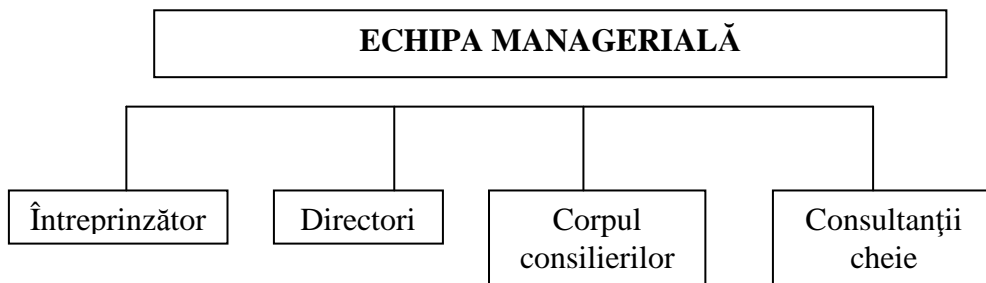 ECHIPA MANAGERIALĂ
Întreprinzător
Directori
Corpul
consilierilor
Consultanţii
cheie